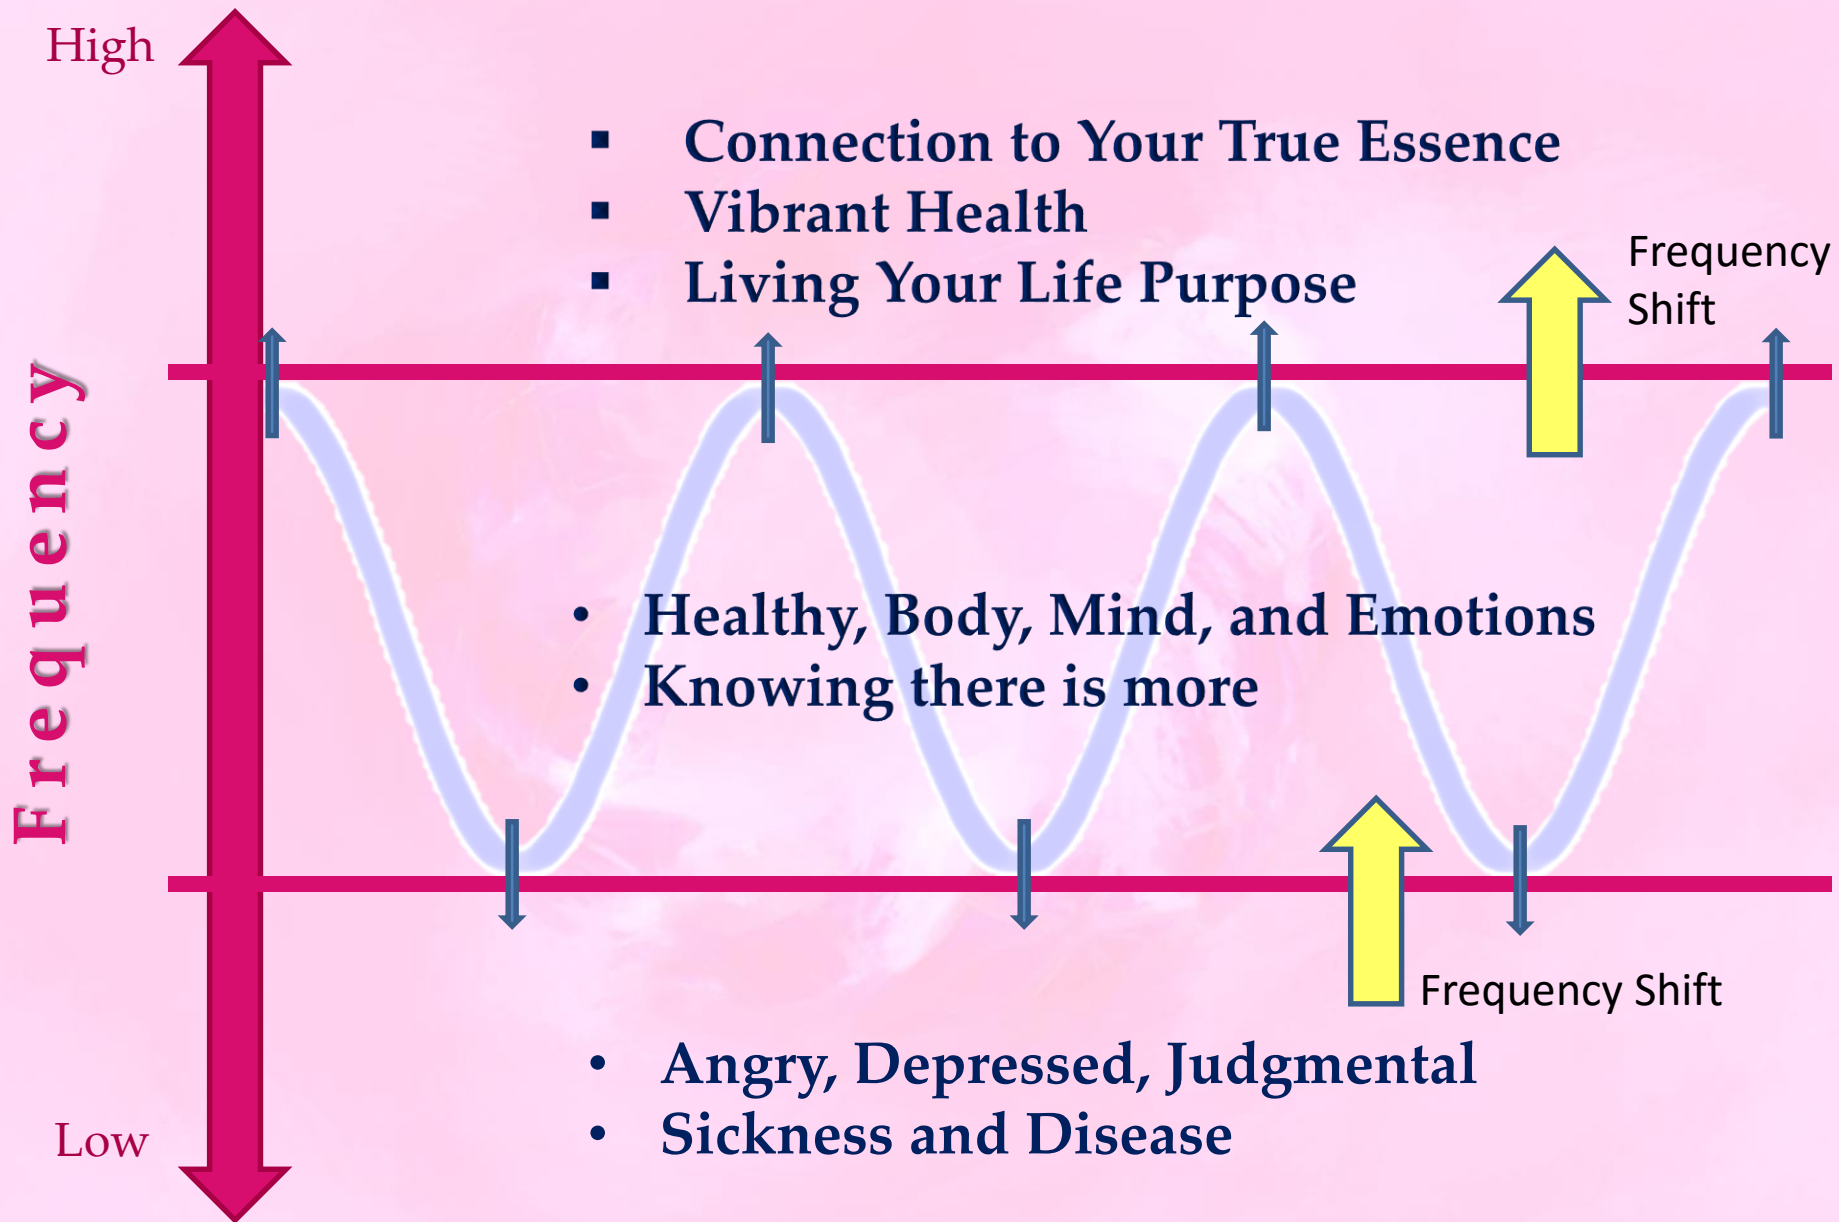 High
▪ Connection to Your True Essence
▪ Vibrant Health
▪ Living Your Life Purpose
Frequency
Shift
Frequency
• Healthy, Body, Mind, and Emotions
• Knowing there is more
Frequency Shift
• Angry, Depressed, Judgmental
• Sickness and Disease
Low